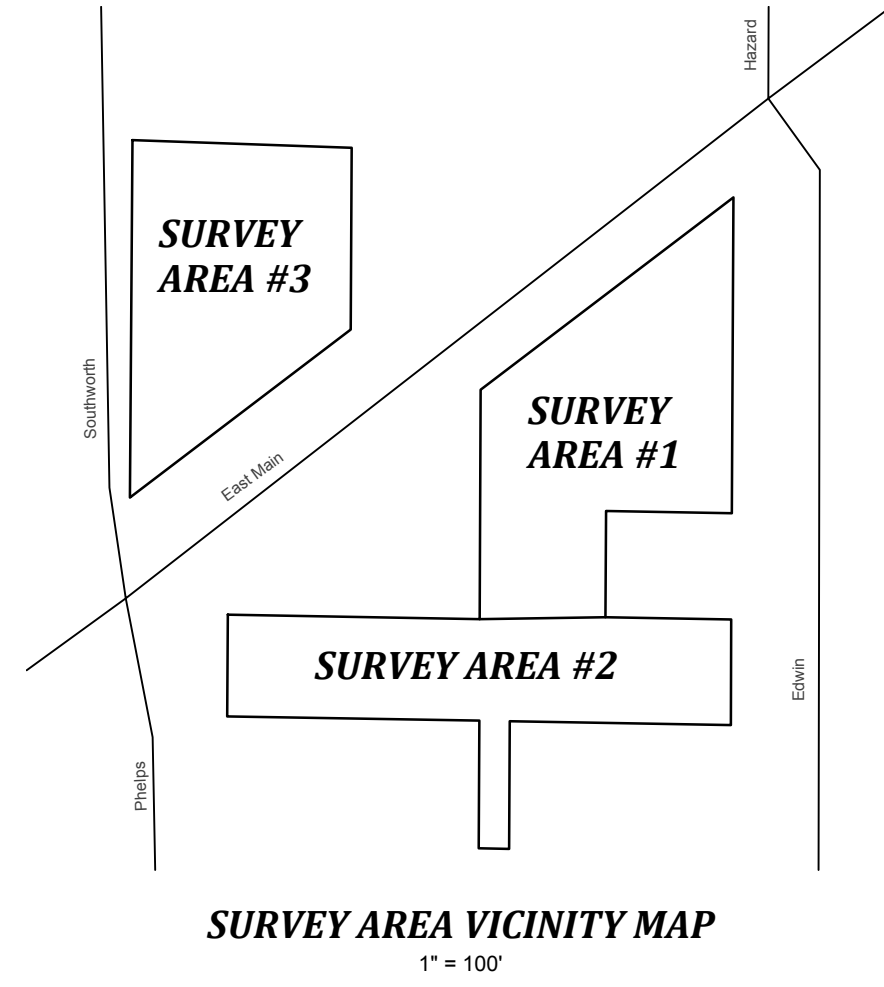 Hazard
SURVEY
AREA #3
Southworth
SURVEY
AREA #1
East Main
SURVEY AREA #2
Edwin
Phelps
SURVEY AREA VICINITY MAP
1" = 100'